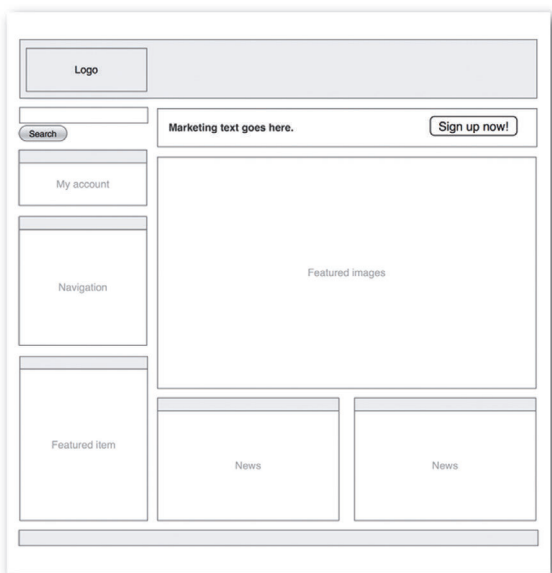 Logo
Search
Marketing text goes here.
Sign up now!
My account
Featured images
Navigation
Featured item
News
News